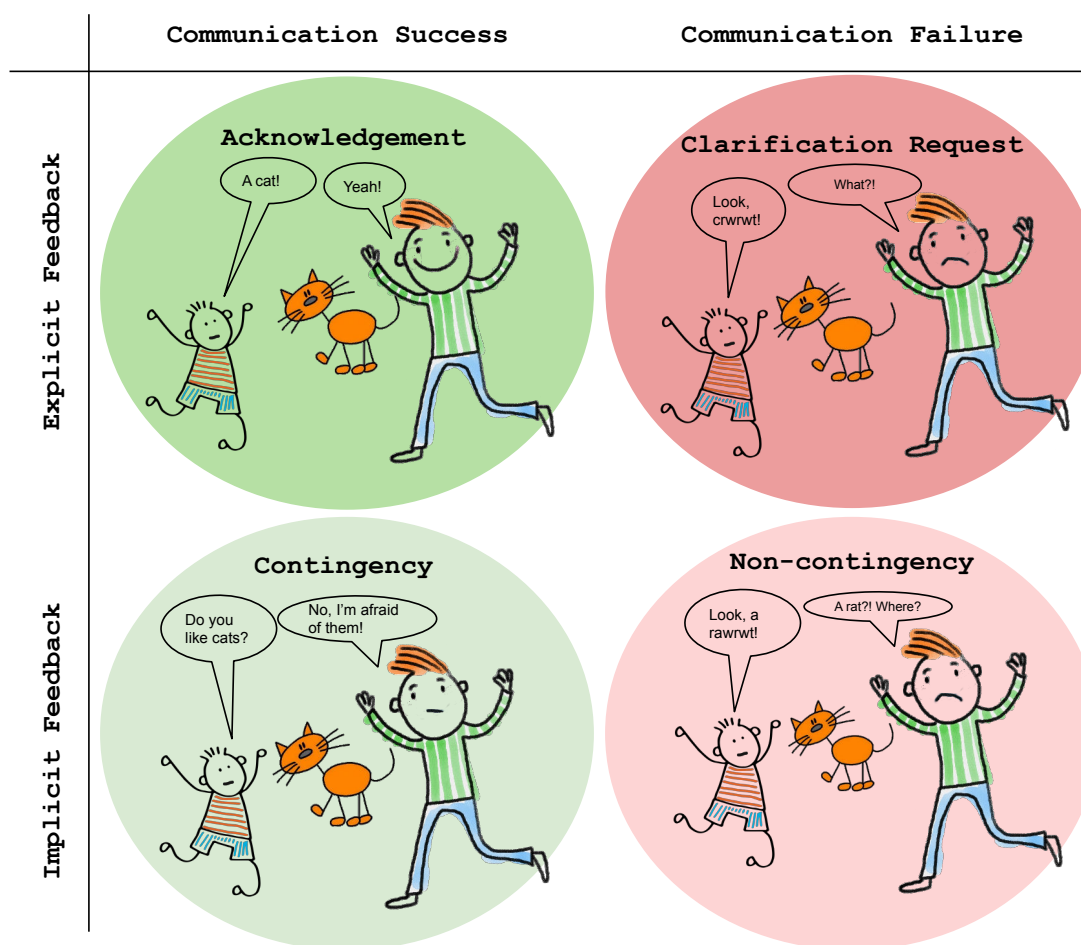 Communication Success
Communication Failure
Explicit Feedback
Acknowledgement
A cat!
Yeah!
Clarification Request
Look,
crwrwt!
What?!
Implicit Feedback
Contingency
Do you
like cats?
No, I'm afraid
of them!
Non-contingency
Look, a
rawrwt!
A rat?! Where?